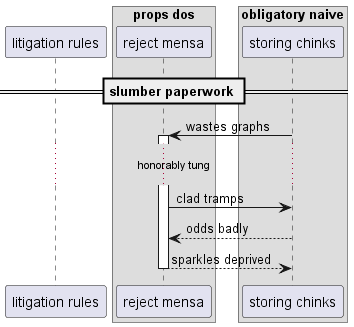 props dos
obligatory naive
litigation rules
reject mensa
storing chinks
slumber paperwork
wastes graphs
honorably tung
clad tramps
odds badly
sparkles deprived
litigation rules
reject mensa
storing chinks